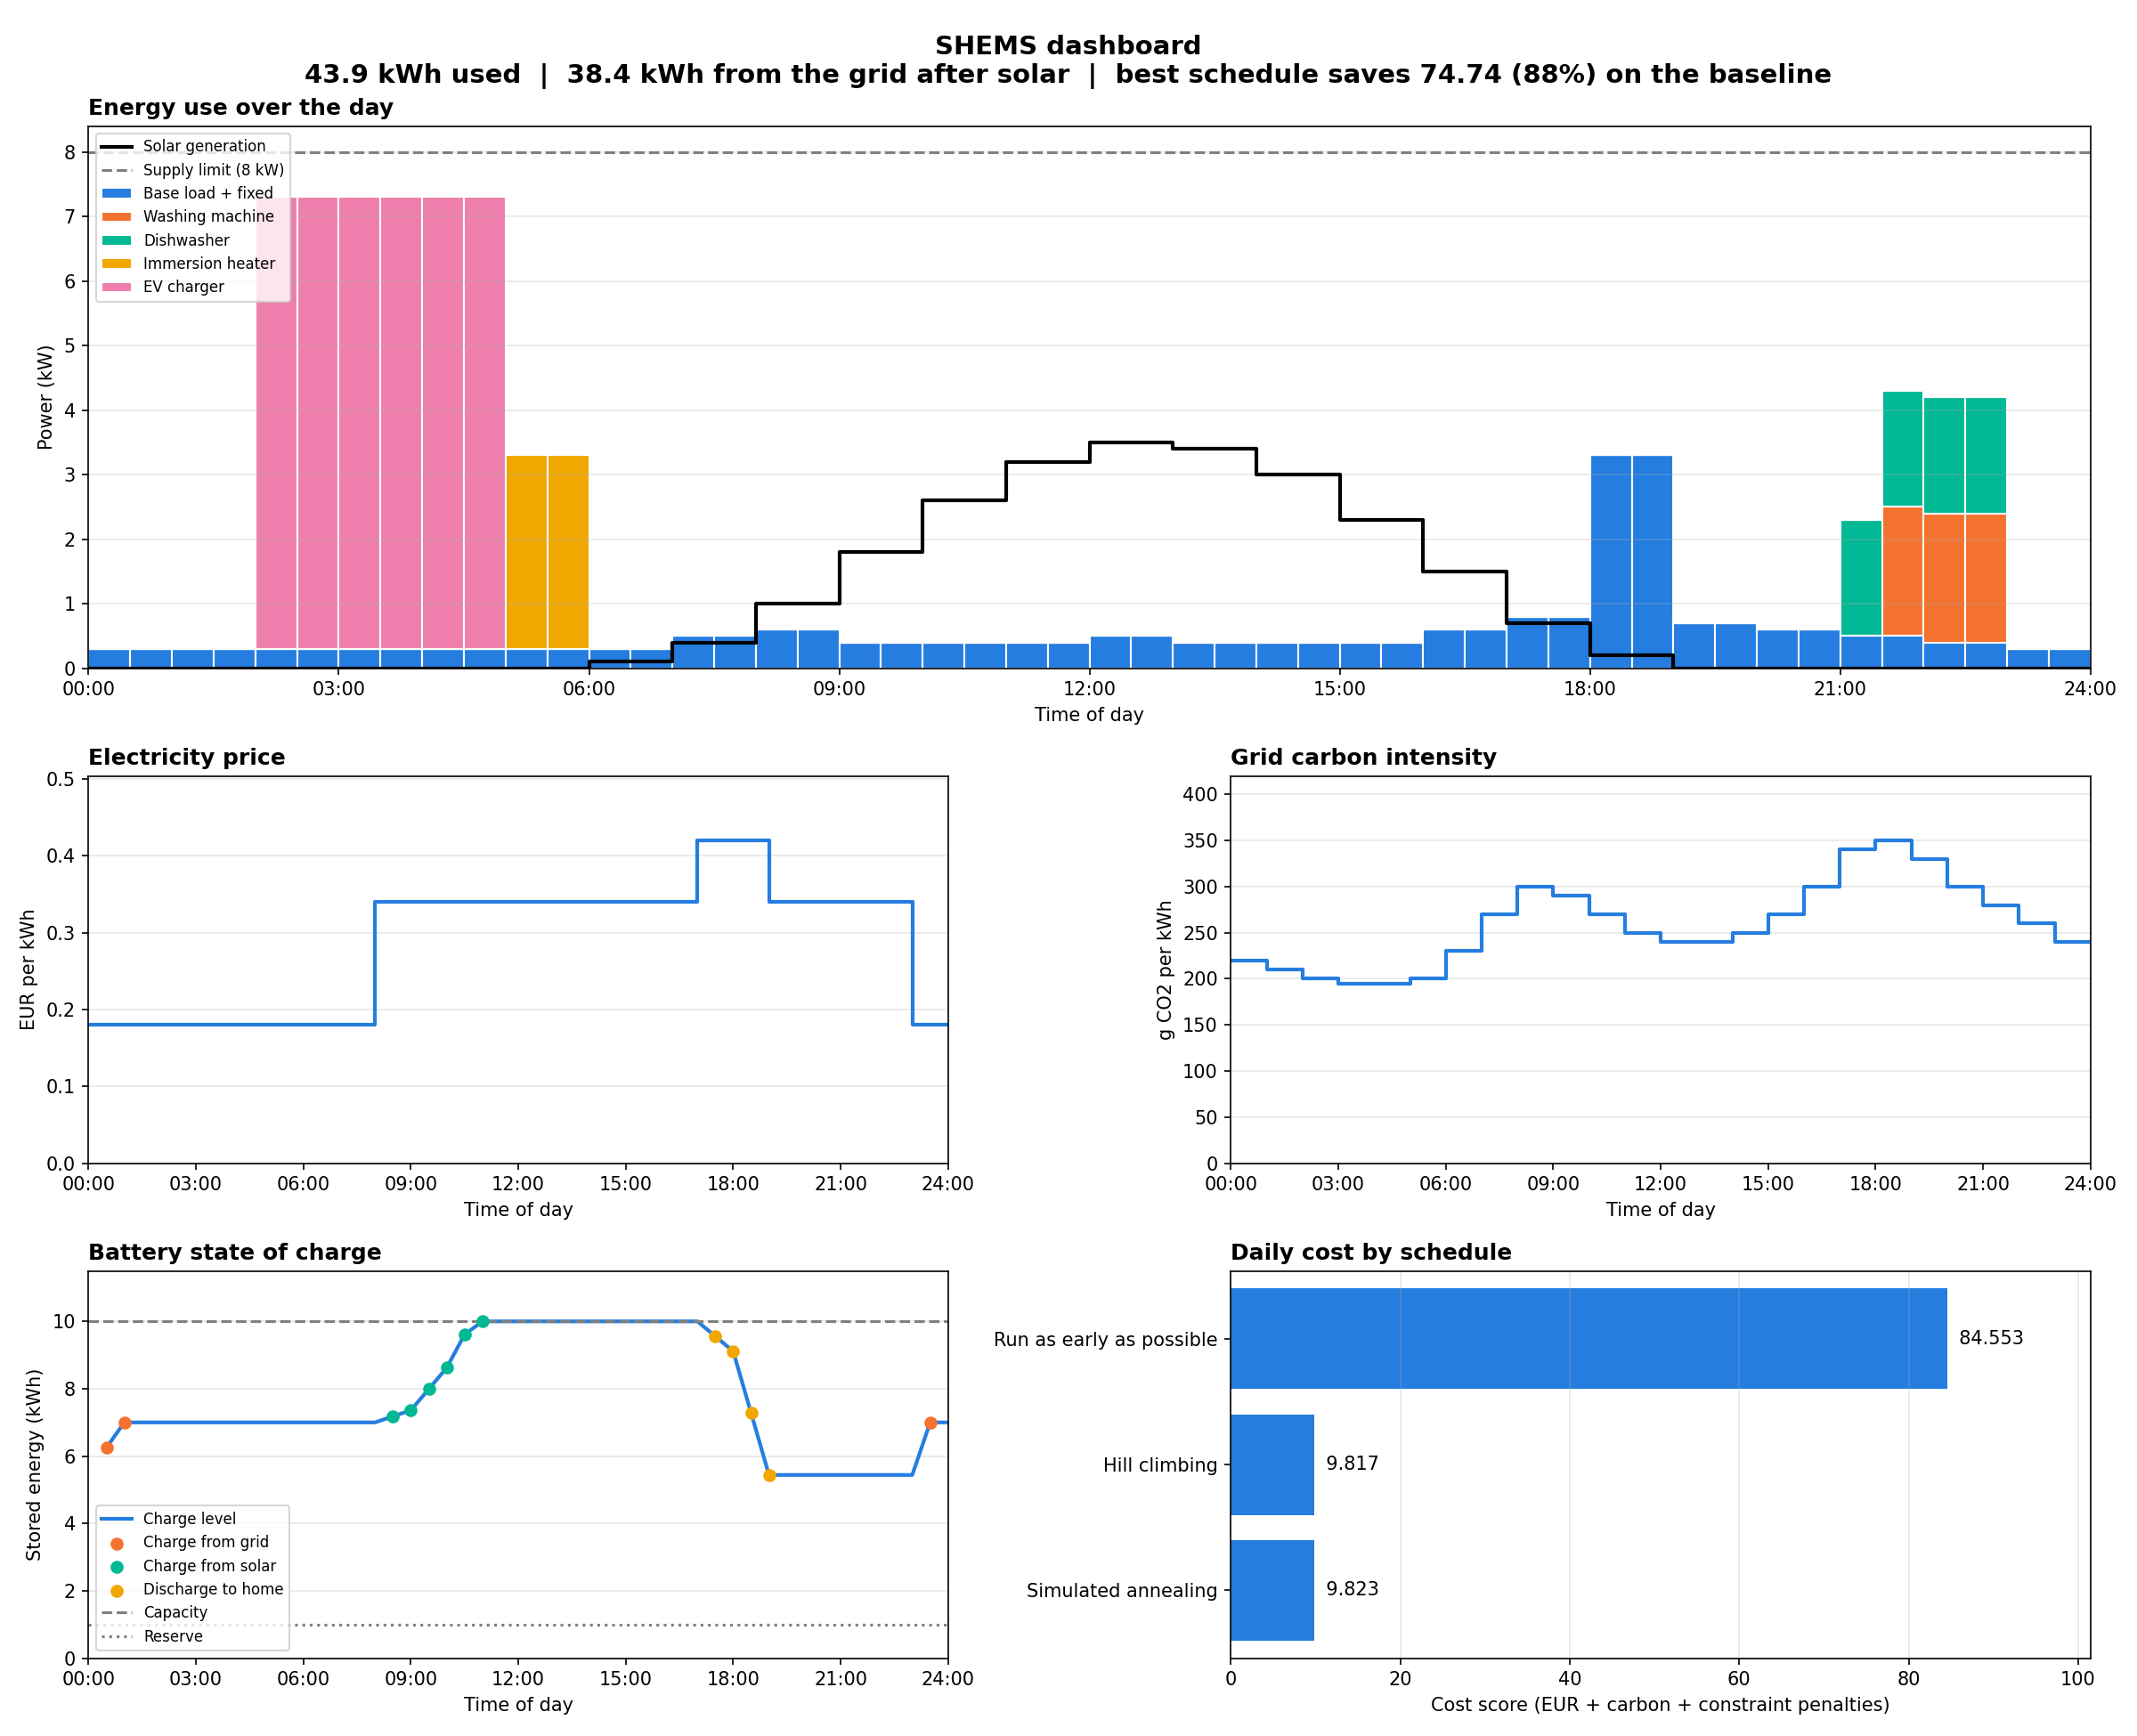 SHEMS dashboard
43.9 kWh used | 38.4 kWh from the grid after solar | best schedule saves 74.74 (88%) on the baseline
Energy use over the day
Solar generation
Supply limit (8 kW)
Base load + fixed
Washing machine
Dishwasher
Immersion heater
EV charger
8
7
6
5
4
3
2
1
0
Power (kW)
00:00 03:00 06:00 09:00 12:00 15:00 18:00 21:00 24:00
Time of day
Electricity price
0.5
0.4
0.3
0.2
0.1
0.0
EUR per kWh
00:00 03:00 06:00 09:00 12:00 15:00 18:00 21:00 24:00
Time of day
Grid carbon intensity
400
350
300
250
200
150
100
50
0
g CO2 per kWh
00:00 03:00 06:00 09:00 12:00 15:00 18:00 21:00 24:00
Time of day
Battery state of charge
10
8
6
4
2
0
Stored energy (kWh)
Charge level
Charge from grid
Charge from solar
Discharge to home
Capacity
Reserve
00:00 03:00 06:00 09:00 12:00 15:00 18:00 21:00 24:00
Time of day
Daily cost by schedule
Run as early as possible 84.553
Hill climbing 9.817
Simulated annealing 9.823
0 20 40 60 80 100
Cost score (EUR + carbon + constraint penalties)